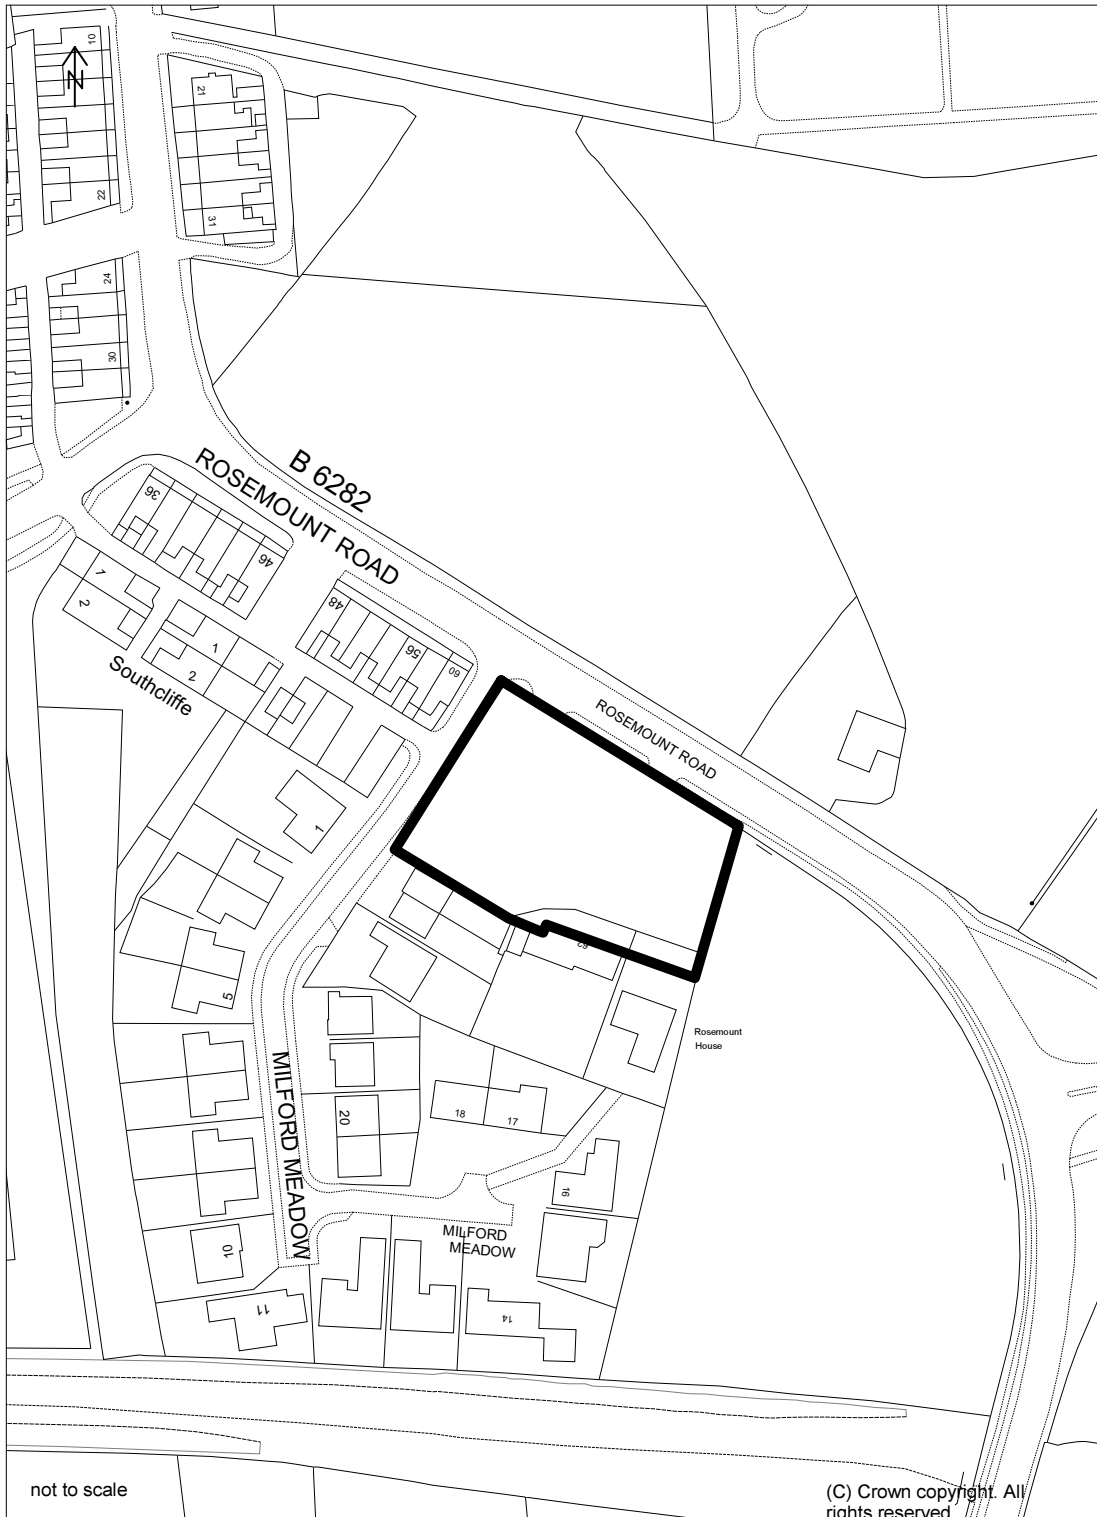 10
N
21
22
31
24
30
B 6282
ROSEMOUNT ROAD
36
46
48
56
60
1
2
1
2
Southcliffe
ROSEMOUNT ROAD
1
62
5
Rosemount
House
MILFORD MEADOW
20
18
17
16
MILFORD
MEADOW
10
11
14
not to scale
(C) Crown copyright. All
rights reserved